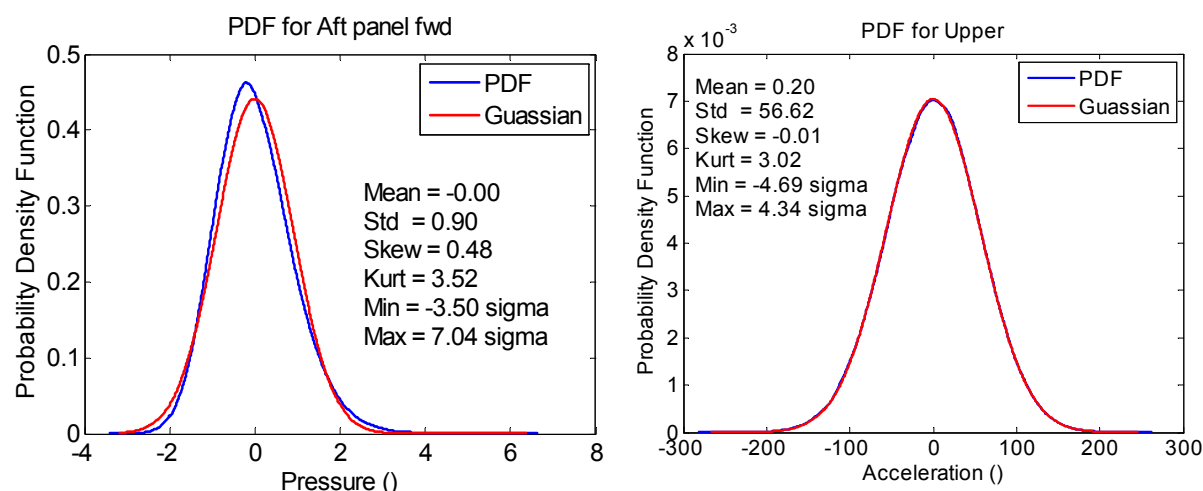 PDF for Aft panel fwd
0.5
0.4
0.3
0.2
0.1
0
-4
-2
0
2
4
6
8
Probability Density Function
Pressure ()
PDF
Guassian
Mean = -0.00
Std = 0.90
Skew = 0.48
Kurt = 3.52
Min = -3.50 sigma
Max = 7.04 sigma
PDF for Upper
x 10-3
8
7
6
5
4
3
2
1
0
-300
-200
-100
0
100
200
300
Probability Density Function
Acceleration ()
Mean = 0.20
Std = 56.62
Skew = -0.01
Kurt = 3.02
Min = -4.69 sigma
Max = 4.34 sigma
PDF
Guassian